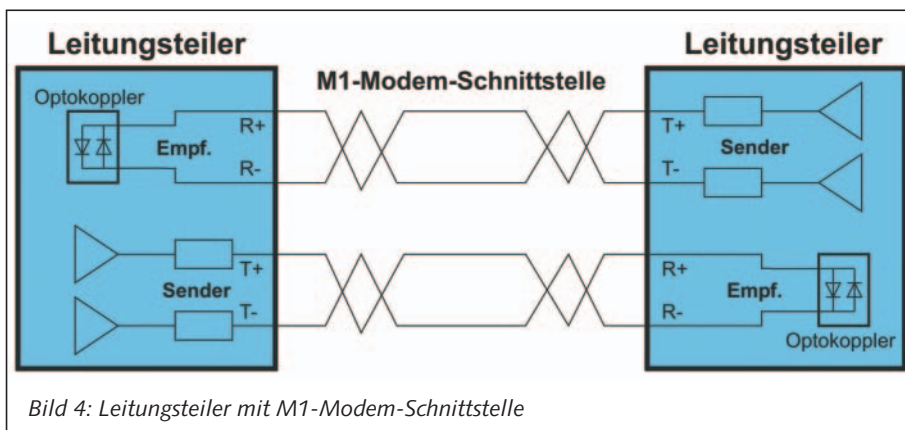 Leitungsteiler
Leitungsteiler
M1-Modem-Schnittstelle
Optokoppler
R+
Empf.
R-
T+
Sender
T-
T+
Sender
T-
R+
Empf.
R-
Optokoppler
Bild 4: Leitungsteiler mit M1-Modem-Schnittstelle